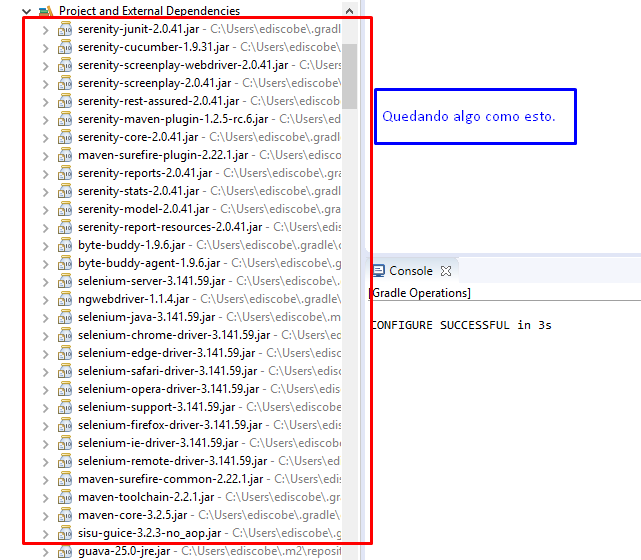 Project and External Dependencies
serenity-junit-2.0.41.jar - C:\Users\ediscobe\.gradle
serenity-cucumber-1.9.31.jar - C:\Users\ediscobe\
serenity-screenplay-webdriver-2.0.41.jar - C:\Use
serenity-screenplay-2.0.41.jar - C:\Users\ediscobe\
serenity-rest-assured-2.0.41.jar - C:\Users\ediscob
serenity-maven-plugin-1.2.5-rc.6.jar - C:\Users\ed
serenity-core-2.0.41.jar - C:\Users\ediscobe\.gradl
maven-surefire-plugin-2.22.1.jar - C:\Users\edisco
serenity-reports-2.0.41.jar - C:\Users\ediscobe\.gr
serenity-stats-2.0.41.jar - C:\Users\ediscobe\.gradl
serenity-model-2.0.41.jar - C:\Users\ediscobe\.gra
serenity-report-resources-2.0.41.jar - C:\Users\edi
byte-buddy-1.9.6.jar - C:\Users\ediscobe\.gradle\c
byte-buddy-agent-1.9.6.jar - C:\Users\ediscobe\.g
selenium-server-3.141.59.jar - C:\Users\ediscobe\.
ngwebdriver-1.1.4.jar - C:\Users\ediscobe\.gradle\
selenium-java-3.141.59.jar - C:\Users\ediscobe\.m
selenium-chrome-driver-3.141.59.jar - C:\Users\ed
selenium-edge-driver-3.141.59.jar - C:\Users\edisc
selenium-safari-driver-3.141.59.jar - C:\Users\edis
selenium-opera-driver-3.141.59.jar - C:\Users\edis
selenium-support-3.141.59.jar - C:\Users\ediscobe
selenium-firefox-driver-3.141.59.jar - C:\Users\edi
selenium-ie-driver-3.141.59.jar - C:\Users\ediscob
selenium-remote-driver-3.141.59.jar - C:\Users\ed
maven-surefire-common-2.22.1.jar - C:\Users\edi
maven-toolchain-2.2.1.jar - C:\Users\ediscobe\.gr
maven-core-3.2.5.jar - C:\Users\ediscobe\.gradle\
sisu-guice-3.2.3-no_aop.jar - C:\Users\ediscobe\.g
guava-25.0-jre.jar - C:\Users\ediscobe\.m2\reposit
Quedando algo como esto.
Console
[Gradle Operations]
CONFIGURE SUCCESSFUL in 3s